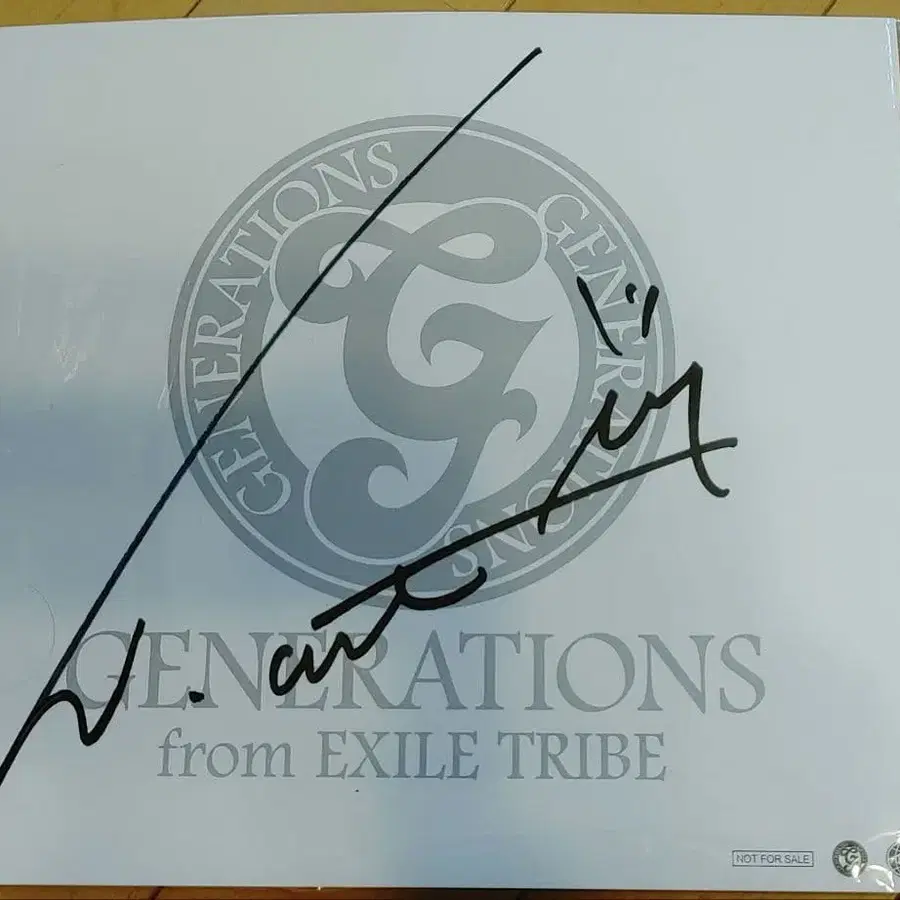 GENERATIONS GENERATIONS
G
GENERATIONS
from EXILE TRIBE
NOT FOR SALE